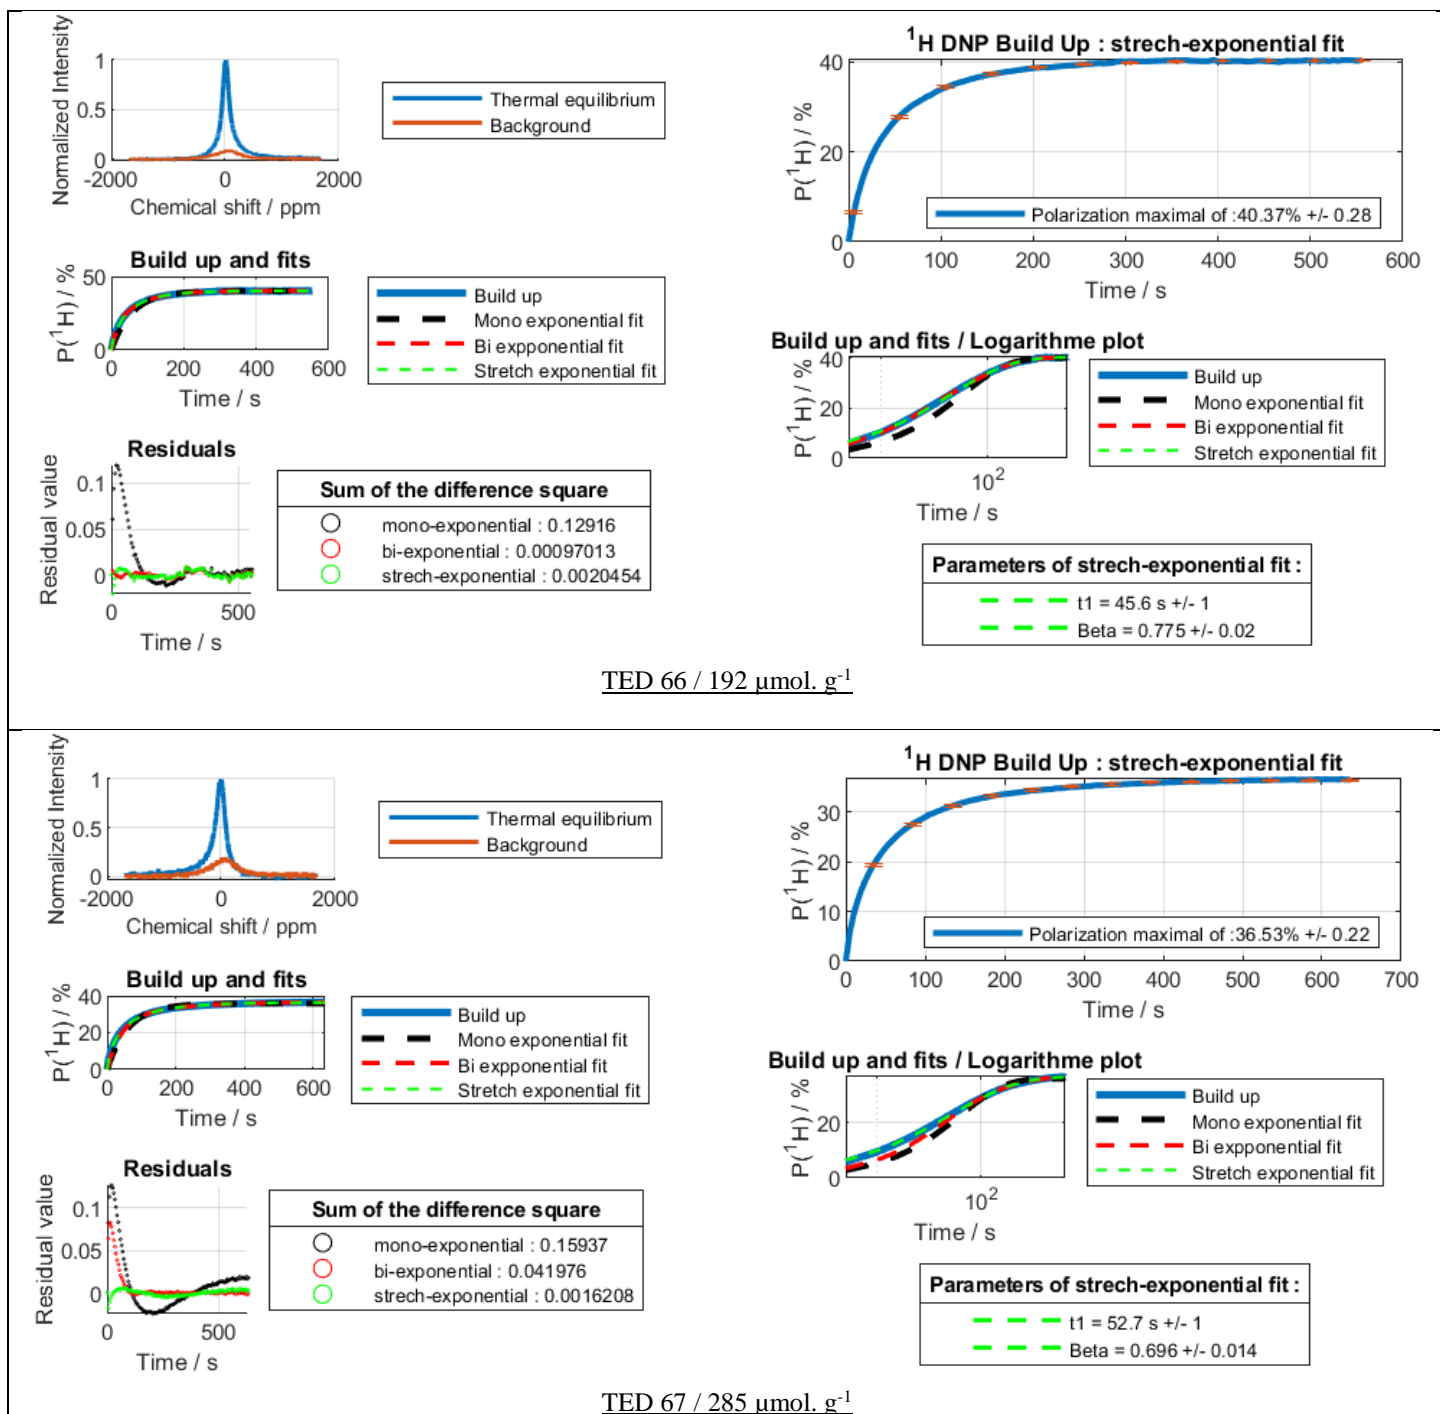 Normalized Intensity
1
0.5
0
-2000 0 2000
Chemical shift / ppm
Thermal equilibrium
Background
¹H DNP Build Up : strech-exponential fit
P(¹H) / %
40
20
0
Polarization maximal of :40.37% +/- 0.28
0 100 200 300 400 500 600
Time / s
Build up and fits
P(¹H) / %
50
0
0 200 400 600
Time / s
Build up
Mono exponential fit
Bi expponential fit
Stretch exponential fit
Build up and fits / Logarithme plot
P(¹H) / %
40
20
0
10²
Time / s
Build up
Mono exponential fit
Bi expponential fit
Stretch exponential fit
Residuals
Residual value
0.1
0.05
0
0 500
Time / s
Sum of the difference square
mono-exponential : 0.12916
bi-exponential : 0.00097013
strech-exponential : 0.0020454
Parameters of strech-exponential fit :
t1 = 45.6 s +/- 1
Beta = 0.775 +/- 0.02
TED 66 / 192 µmol. g⁻¹
Normalized Intensity
1
0.5
0
-2000 0 2000
Chemical shift / ppm
Thermal equilibrium
Background
¹H DNP Build Up : strech-exponential fit
P(¹H) / %
30
20
10
0
Polarization maximal of :36.53% +/- 0.22
0 100 200 300 400 500 600 700
Time / s
Build up and fits
P(¹H) / %
40
20
0
0 200 400 600
Time / s
Build up
Mono exponential fit
Bi expponential fit
Stretch exponential fit
Build up and fits / Logarithme plot
P(¹H) / %
20
0
10²
Time / s
Build up
Mono exponential fit
Bi expponential fit
Stretch exponential fit
Residuals
Residual value
0.1
0.05
0
0 500
Time / s
Sum of the difference square
mono-exponential : 0.15937
bi-exponential : 0.041976
strech-exponential : 0.0016208
Parameters of strech-exponential fit :
t1 = 52.7 s +/- 1
Beta = 0.696 +/- 0.014
TED 67 / 285 µmol. g⁻¹